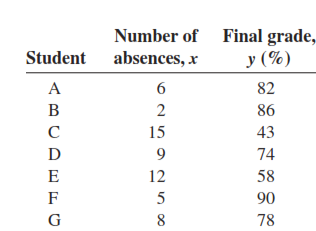 Number of Final grade,
Student absences, x y (%)
A 6 82
B 2 86
C 15 43
D 9 74
E 12 58
F 5 90
G 8 78